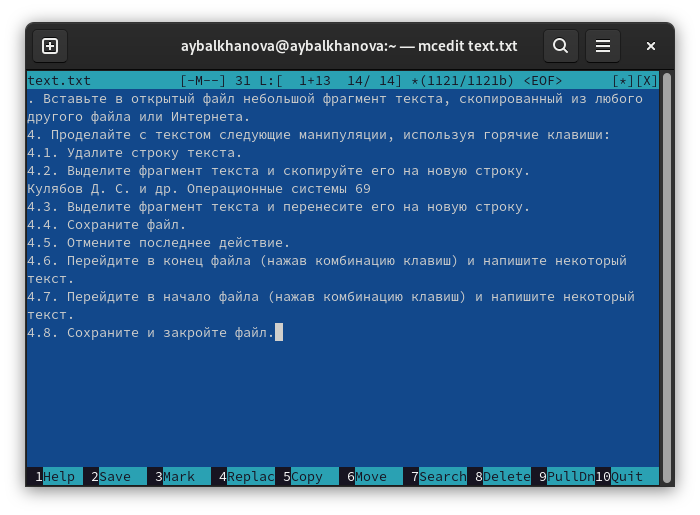 aybalkhanova@aybalkhanova:~ — mcedit text.txt
text.txt [-M--] 31 L:[ 1+13 14/ 14] *(1121/1121b) <EOF> [*][X]
. Вставьте в открытый файл небольшой фрагмент текста, скопированный из любого
другого файла или Интернета.
4. Проделайте с текстом следующие манипуляции, используя горячие клавиши:
4.1. Удалите строку текста.
4.2. Выделите фрагмент текста и скопируйте его на новую строку.
Кулябов Д. С. и др. Операционные системы 69
4.3. Выделите фрагмент текста и перенесите его на новую строку.
4.4. Сохраните файл.
4.5. Отмените последнее действие.
4.6. Перейдите в конец файла (нажав комбинацию клавиш) и напишите некоторый
текст.
4.7. Перейдите в начало файла (нажав комбинацию клавиш) и напишите некоторый
текст.
4.8. Сохраните и закройте файл.
1Help 2Save 3Mark 4Replac 5Copy 6Move 7Search 8Delete 9PullDn 10Quit